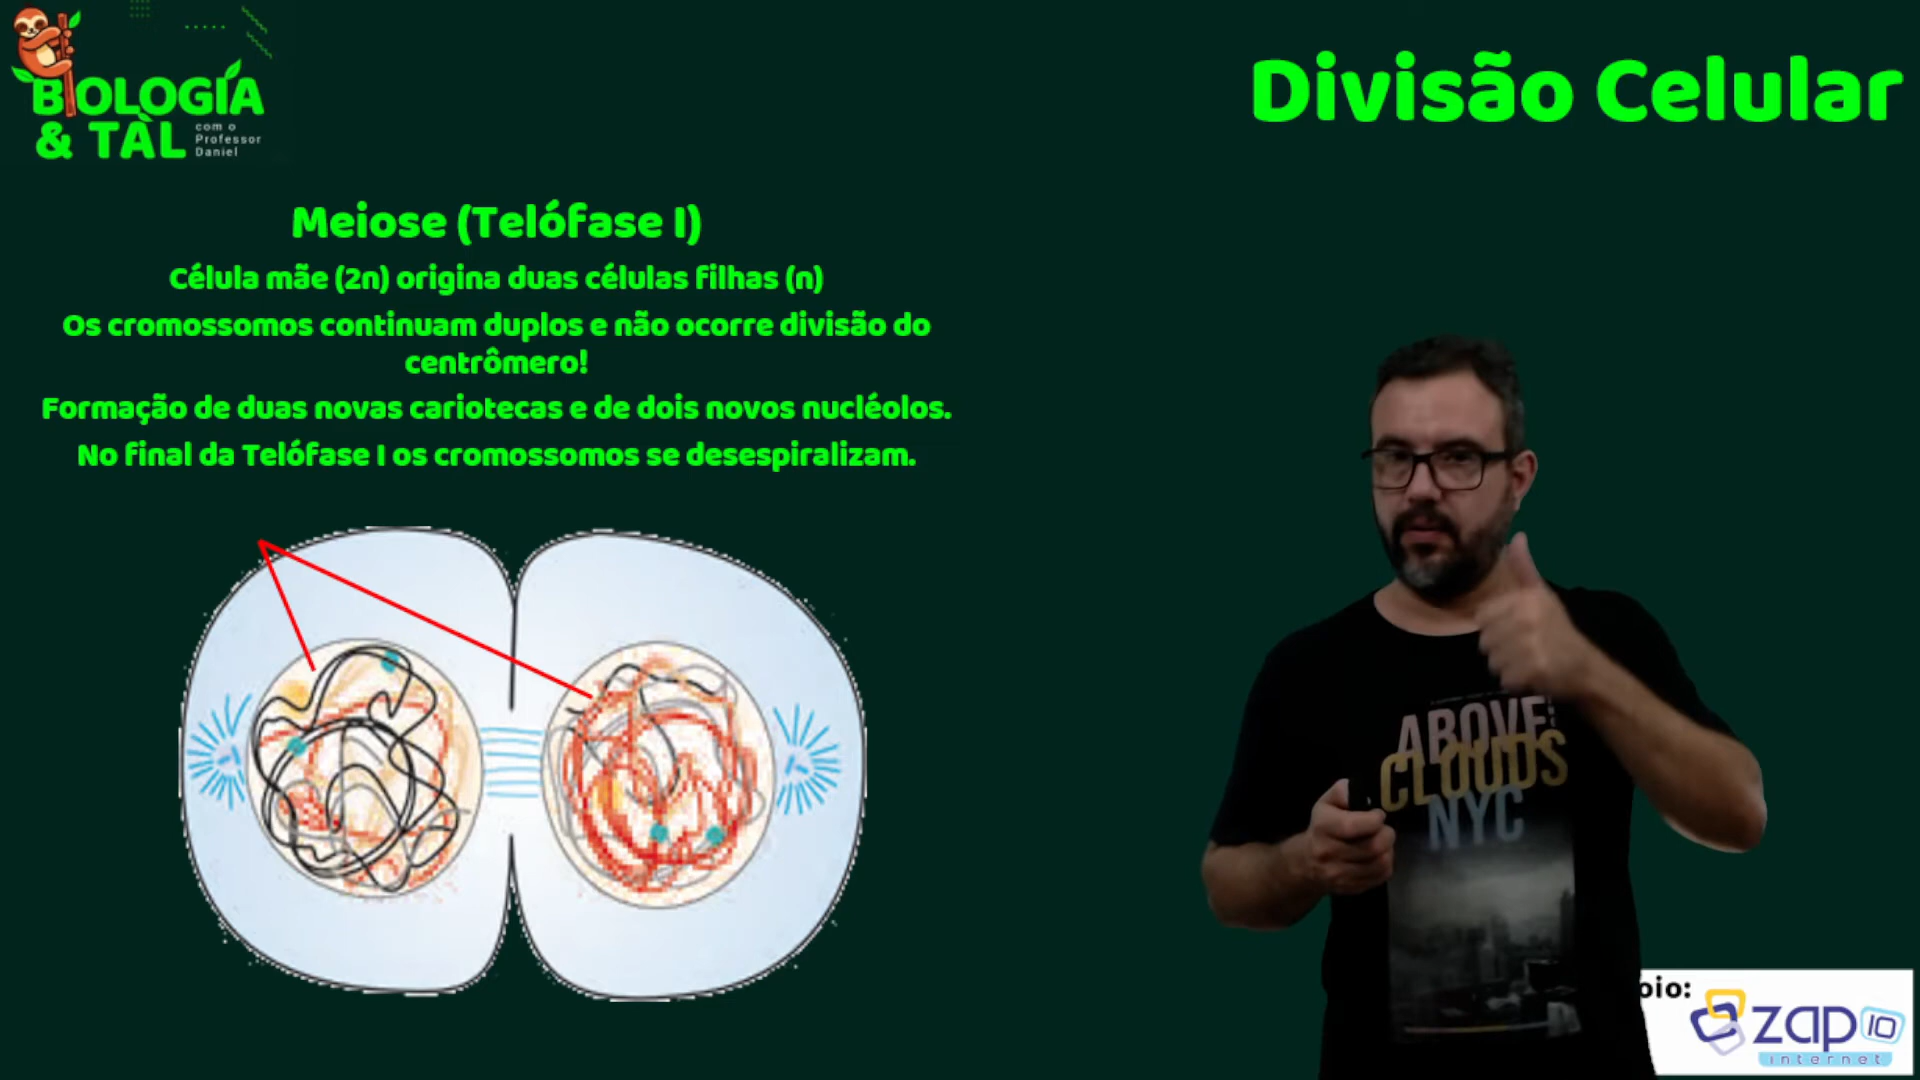 BIOLOGIA
& TAL
com o
Professor
Daniel
Divisão Celular
Meiose (Telófase I)
Célula mãe (2n) origina duas células filhas (n)
Os cromossomos continuam duplos e não ocorre divisão do
centrômero!
Formação de duas novas cariotecas e de dois novos nucléolos.
No final da Telófase I os cromossomos se desespiralizam.
ABOVE
CLOUDS
NYC
oio:
zap 10
internet